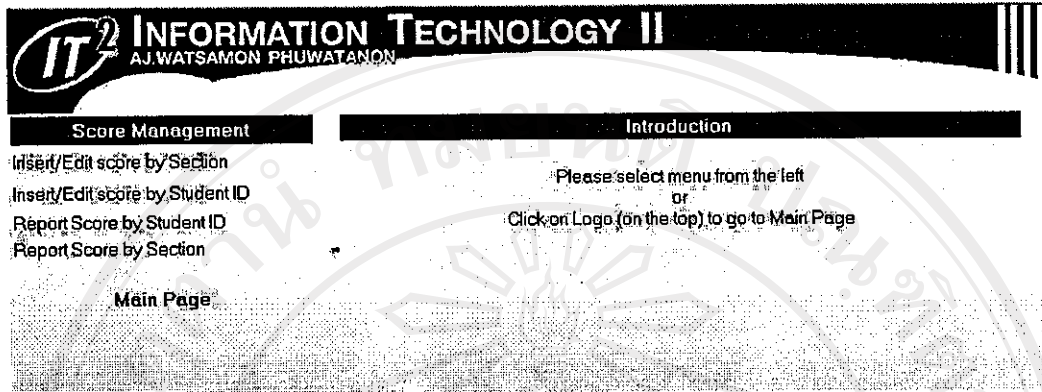 IT2 INFORMATION TECHNOLOGY II
AJ.WATSAMON PHUWATANON
Score Management
Insert/Edit score by Section
Insert/Edit score by Student ID
Report Score by Student ID
Report Score by Section
Main Page
Introduction
Please select menu from the left
or
Click on Logo (on the top) to go to Main Page